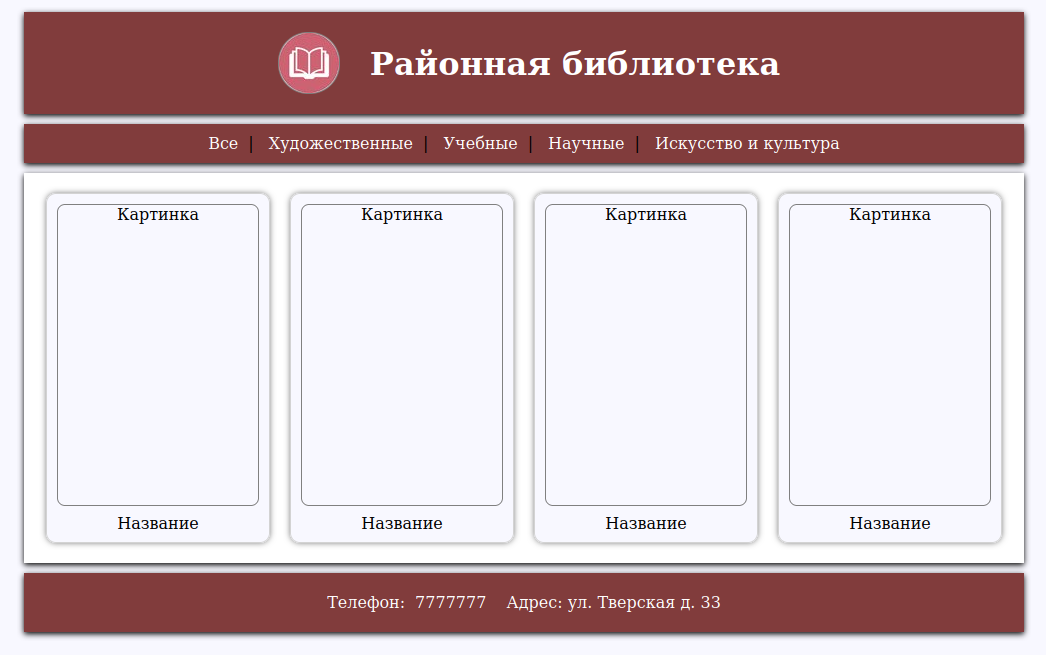 Районная библиотека
Все | Художественные | Учебные | Научные | Искусство и культура
Картинка Картинка Картинка Картинка
Название Название Название Название
Телефон: 7777777 Адрес: ул. Тверская д. 33